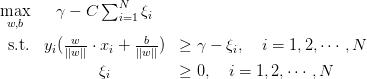 max w,b γ − C ∑_{i=1}^{N} ξ_i
s.t. y_i(w/||w|| · x_i + b/||w||) ≥ γ − ξ_i, i = 1, 2, ⋯ , N
ξ_i ≥ 0, i = 1, 2, ⋯ , N